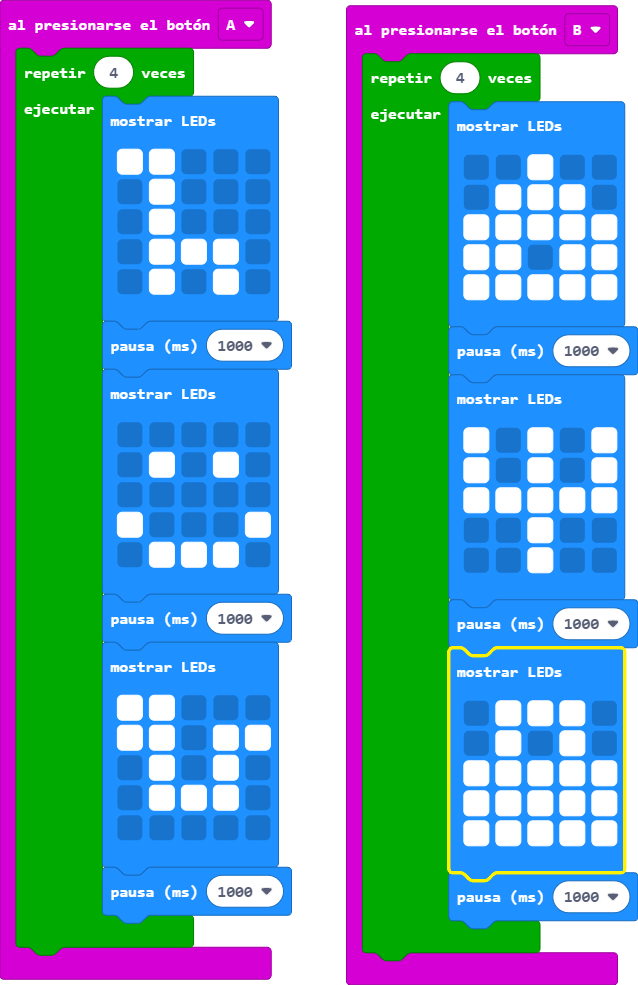 al presionarse el botón A
repetir 4 veces
ejecutar
mostrar LEDs
pausa (ms) 1000
mostrar LEDs
pausa (ms) 1000
mostrar LEDs
pausa (ms) 1000
al presionarse el botón B
repetir 4 veces
ejecutar
mostrar LEDs
pausa (ms) 1000
mostrar LEDs
pausa (ms) 1000
mostrar LEDs
pausa (ms) 1000